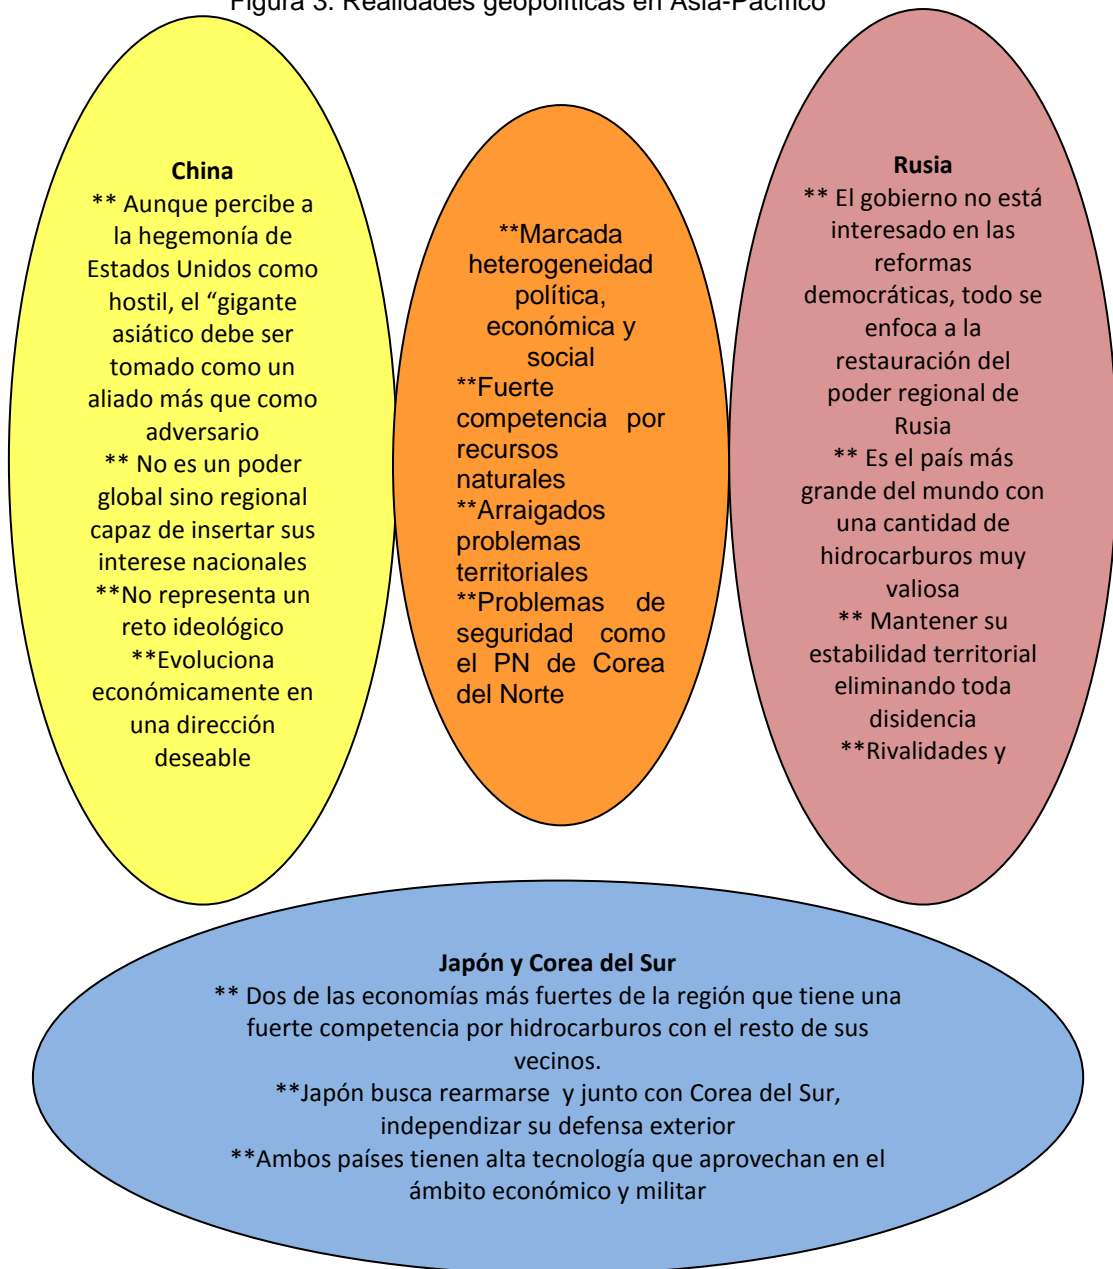 Figura 3. Realidades geopolíticas en Asia-Pacífico
China
** Aunque percibe a
la hegemonía de
Estados Unidos como
hostil, el “gigante
asiático debe ser
tomado como un
aliado más que como
adversario
** No es un poder
global sino regional
capaz de insertar sus
interese nacionales
**No representa un
reto ideológico
**Evoluciona
económicamente en
una dirección
deseable
**Marcada
heterogeneidad
política,
económica y
social
**Fuerte
competencia por
recursos
naturales
**Arraigados
problemas
territoriales
**Problemas de
seguridad como
el PN de Corea
del Norte
Rusia
** El gobierno no está
interesado en las
reformas
democráticas, todo se
enfoca a la
restauración del
poder regional de
Rusia
** Es el país más
grande del mundo con
una cantidad de
hidrocarburos muy
valiosa
** Mantener su
estabilidad territorial
eliminando toda
disidencia
**Rivalidades y
Japón y Corea del Sur
** Dos de las economías más fuertes de la región que tiene una
fuerte competencia por hidrocarburos con el resto de sus
vecinos.
**Japón busca rearmarse y junto con Corea del Sur,
independizar su defensa exterior
**Ambos países tienen alta tecnología que aprovechan en el
ámbito económico y militar